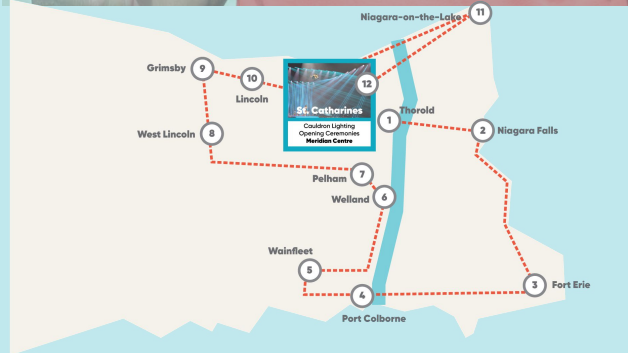 Niagara-on-the-Lake
11
Grimsby
9
10
Lincoln
12
St. Catharines
Cauldron Lighting
Opening Ceremonies
Meridian Centre
Thorold
1
2
Niagara Falls
West Lincoln
8
Pelham
7
Welland
6
Wainfleet
5
4
Port Colborne
3
Fort Erie